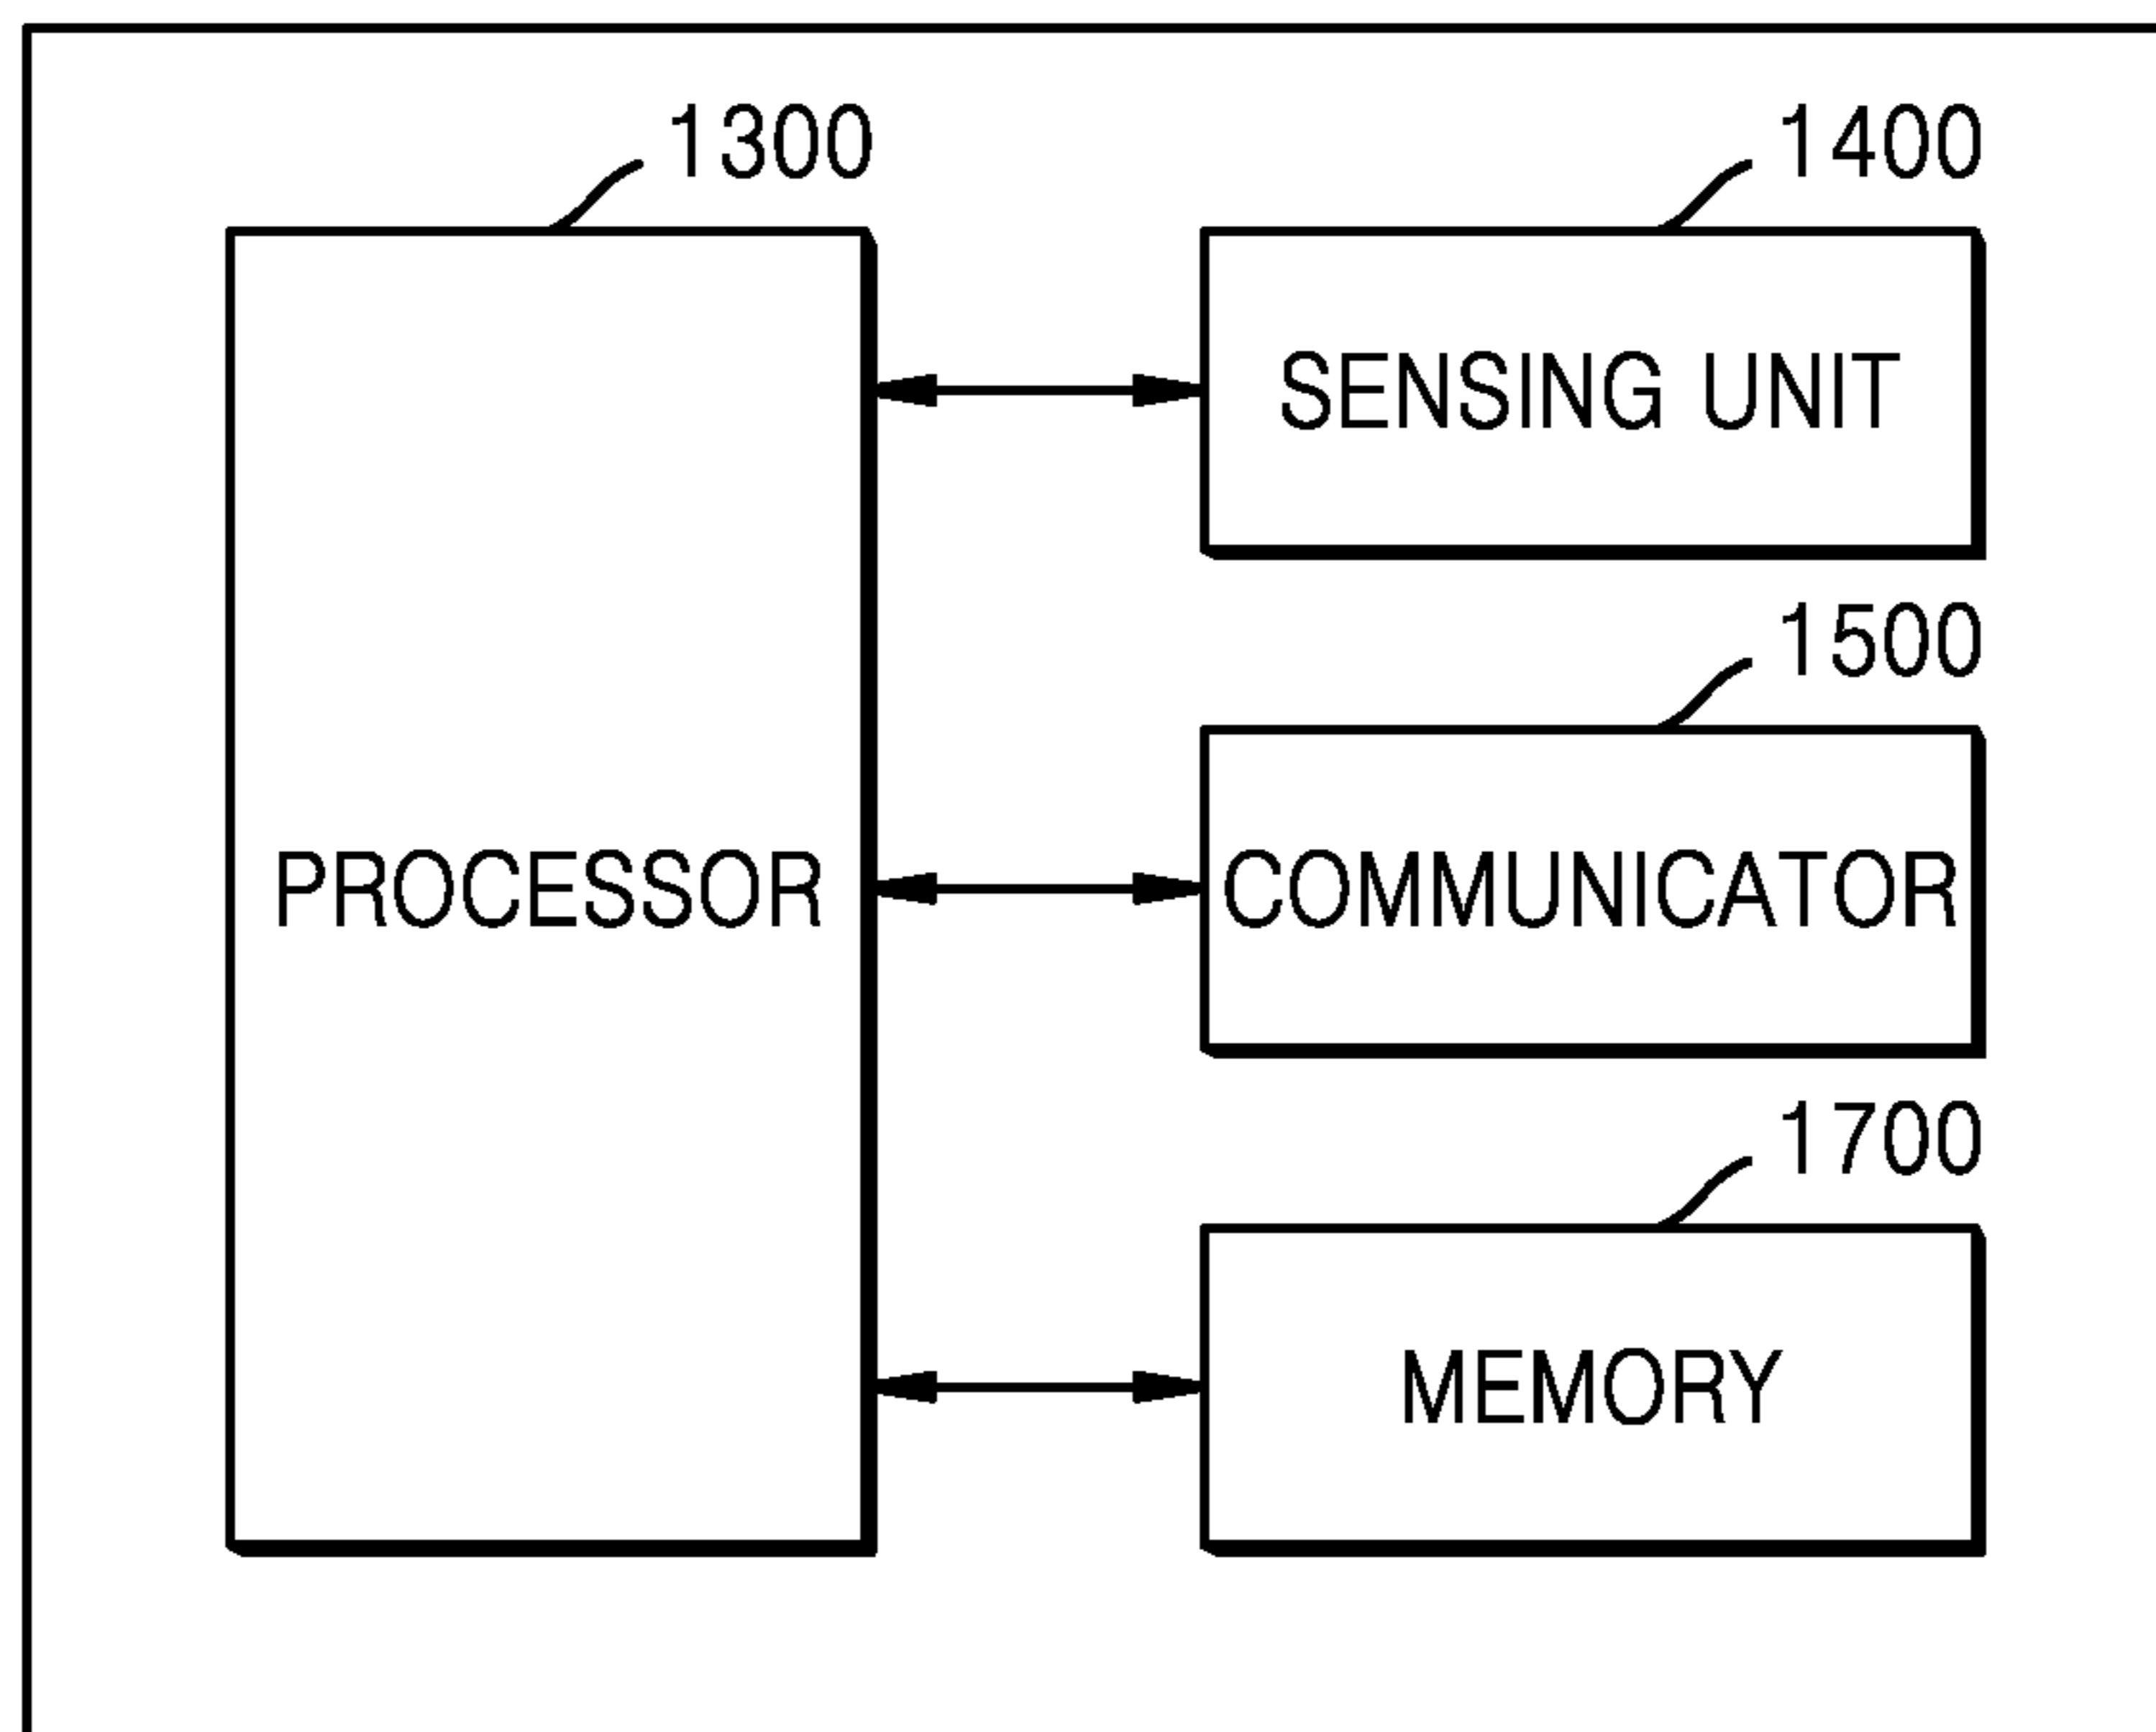 1300
PROCESSOR
1400
SENSING UNIT
1500
COMMUNICATOR
1700
MEMORY